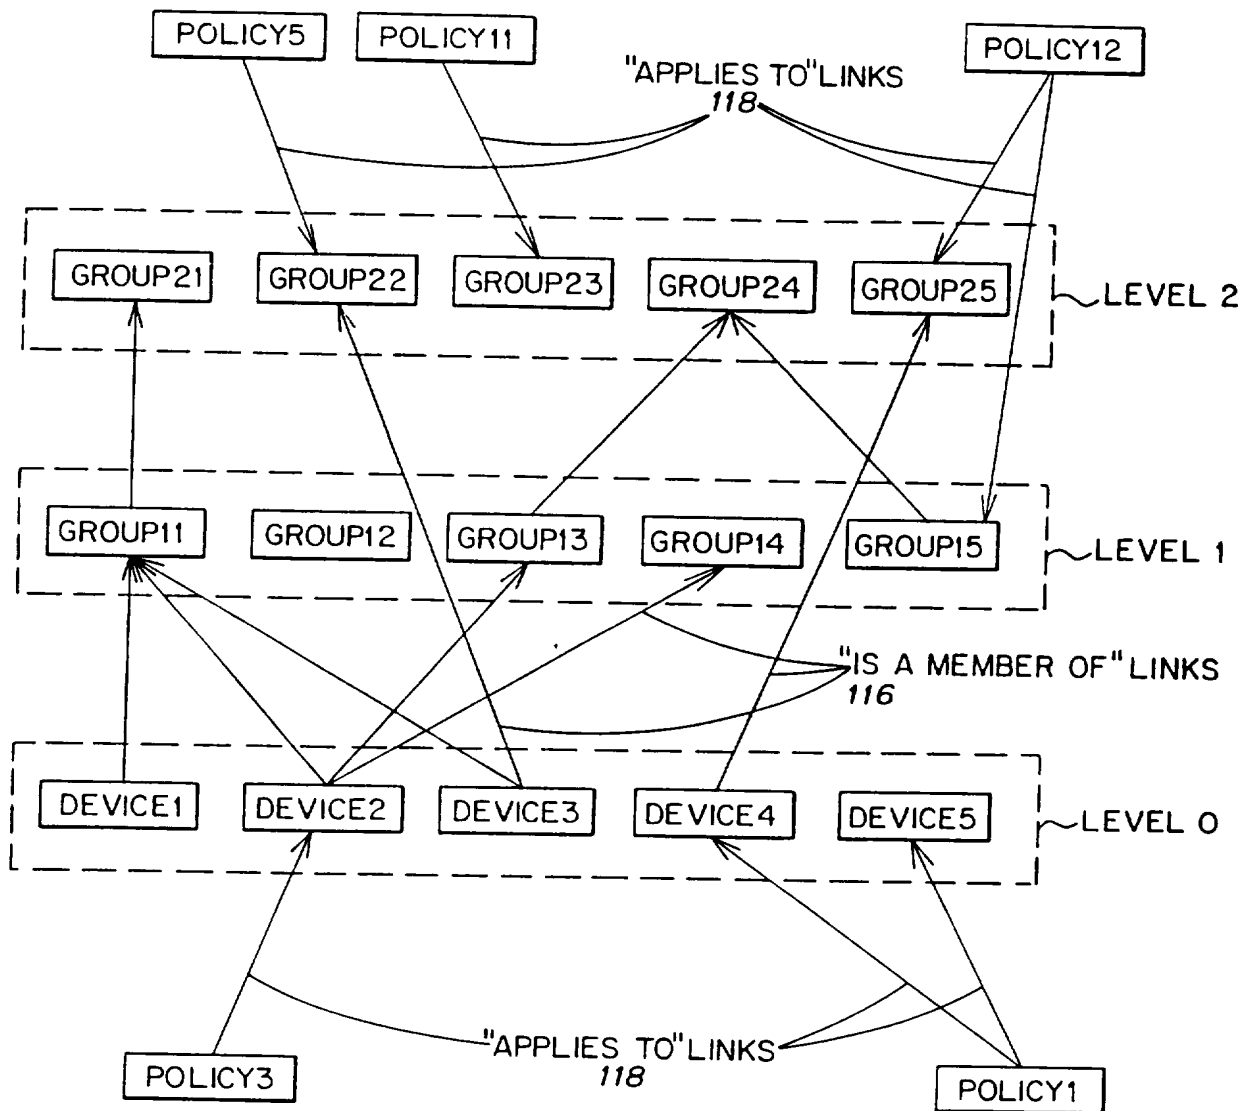 POLICY5
POLICY11
POLICY12
"APPLIES TO" LINKS
118
GROUP21
GROUP22
GROUP23
GROUP24
GROUP25
LEVEL 2
GROUP11
GROUP12
GROUP13
GROUP14
GROUP15
LEVEL 1
"IS A MEMBER OF" LINKS
116
DEVICE1
DEVICE2
DEVICE3
DEVICE4
DEVICE5
LEVEL 0
"APPLIES TO" LINKS
118
POLICY3
POLICY1